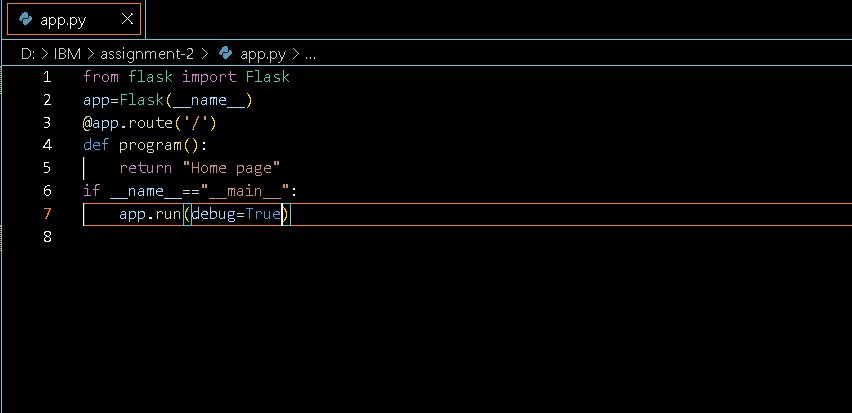 app.py
D: > IBM > assignment-2 > app.py > ...
1 from flask import Flask
2 app=Flask(__name__)
3 @app.route('/')
4 def program():
5     return "Home page"
6 if __name__=="__main__":
7     app.run(debug=True)
8